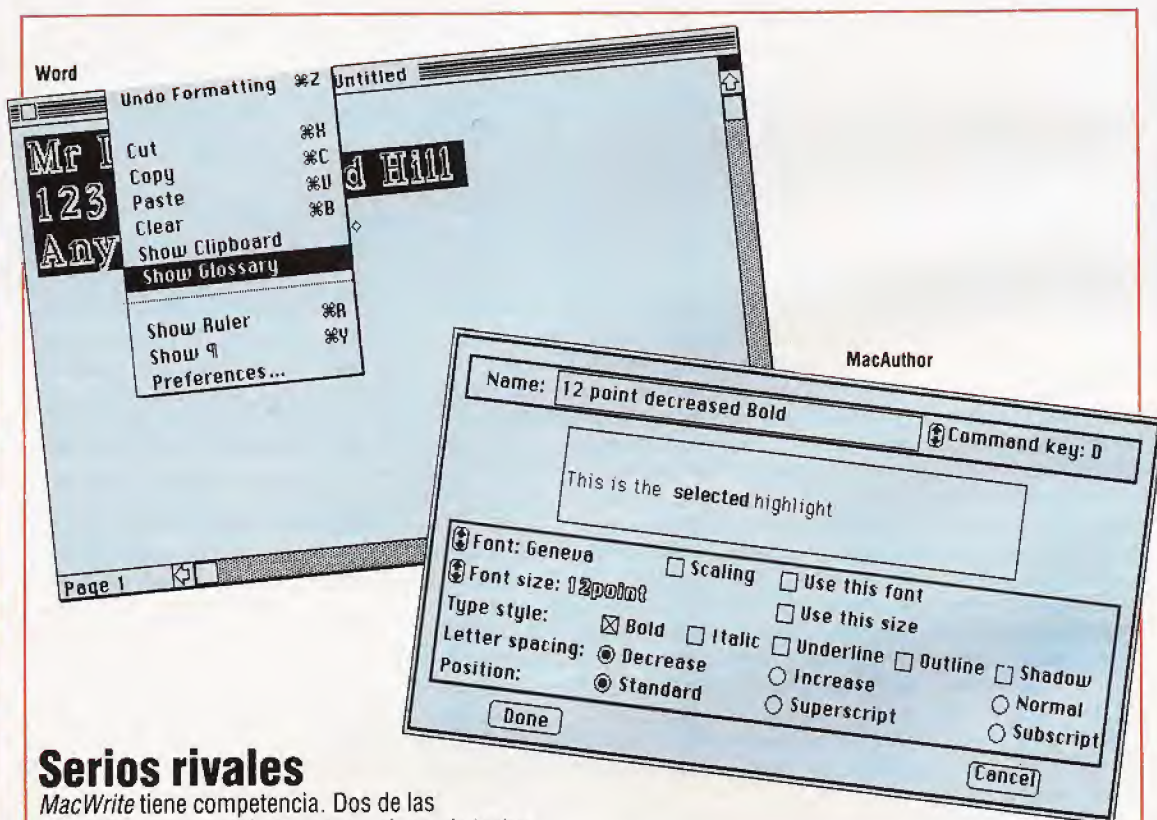 Word
Untitled
Undo Formatting ⌘Z
Cut ⌘X
Copy ⌘C
Paste ⌘V
Clear ⌘B
Show Clipboard
Show Glossary
Show Ruler ⌘R
Show ¶ ⌘Y
Preferences...
Mr
123 d Hill
Any
Page 1
MacAuthor
Name: 12 point decreased Bold Command key: D
This is the selected highlight
Font: Geneva Scaling Use this font
Font size: 12point Use this size
Type style: Bold Italic Underline Outline Shadow
Letter spacing: Decrease Increase Normal
Position: Standard Superscript Subscript
Done Cancel
Serios rivales
MacWrite tiene competencia. Dos de las